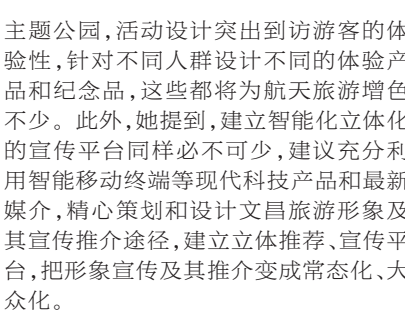 主题公园,活动设计突出到访游客的体
验性,针对不同人群设计不同的体验产
品和纪念品,这些都将为航天旅游增色
不少。此外,她提到,建立智能化立体化
的宣传平台同样必不可少,建议充分利
用智能移动终端等现代科技产品和最新
媒介,精心策划和设计文昌旅游形象及
其宣传推介途径,建立立体推荐、宣传平
台,把形象宣传及其推介变成常态化、大
众化。